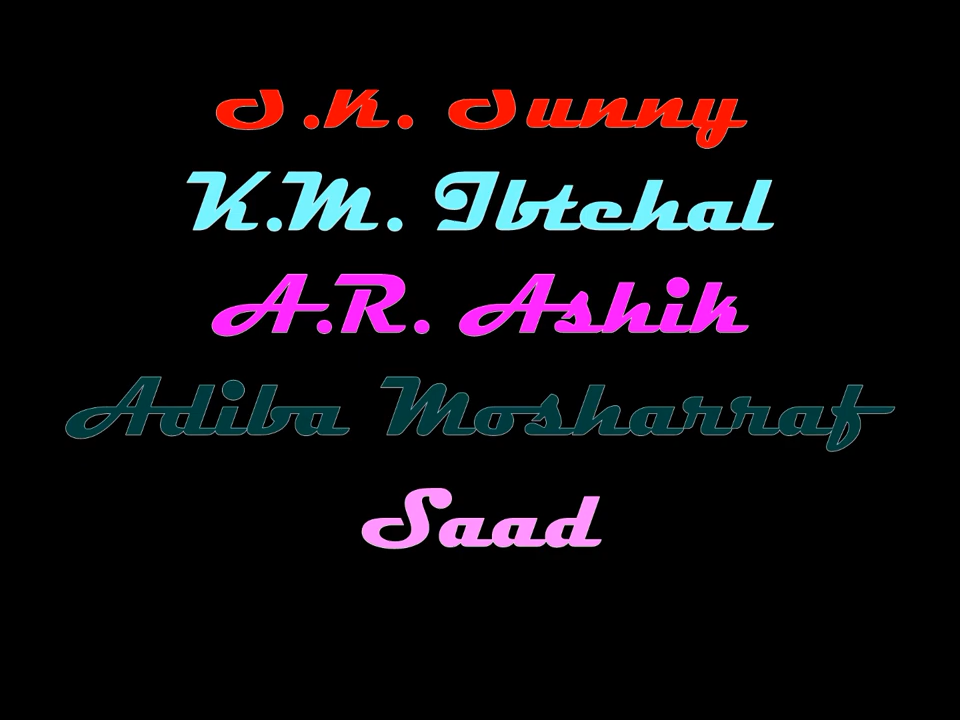 S.K. Sunny
K.M. Ibtehal
A.R. Ashik
Adiba Mosharraf
Saad